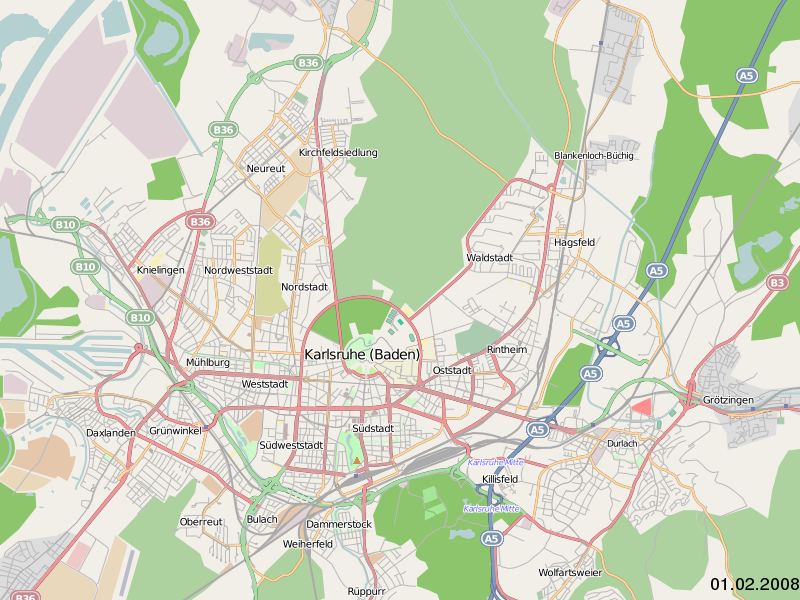 B36
A5
B36
Kirchfeldsiedlung
Blankenloch-Büchig
Neureut
B36
B10
Hagsfeld
Waldstadt
B10
Knielingen
Nordweststadt
A5
B3
Nordstadt
B10
A5
Rintheim
Karlsruhe (Baden)
Mühlburg
Oststadt
A5
Weststadt
Grötzingen
Daxlanden
Grünwinkel
Südstadt
A5
Südweststadt
Durlach
Karlsruhe Mitte
Killisfeld
Karlsruhe Mitte
Oberreut
Bulach
Dammerstock
A5
Weiherfeld
Wolfartsweier
01.02.2008
Rüppurr
B36